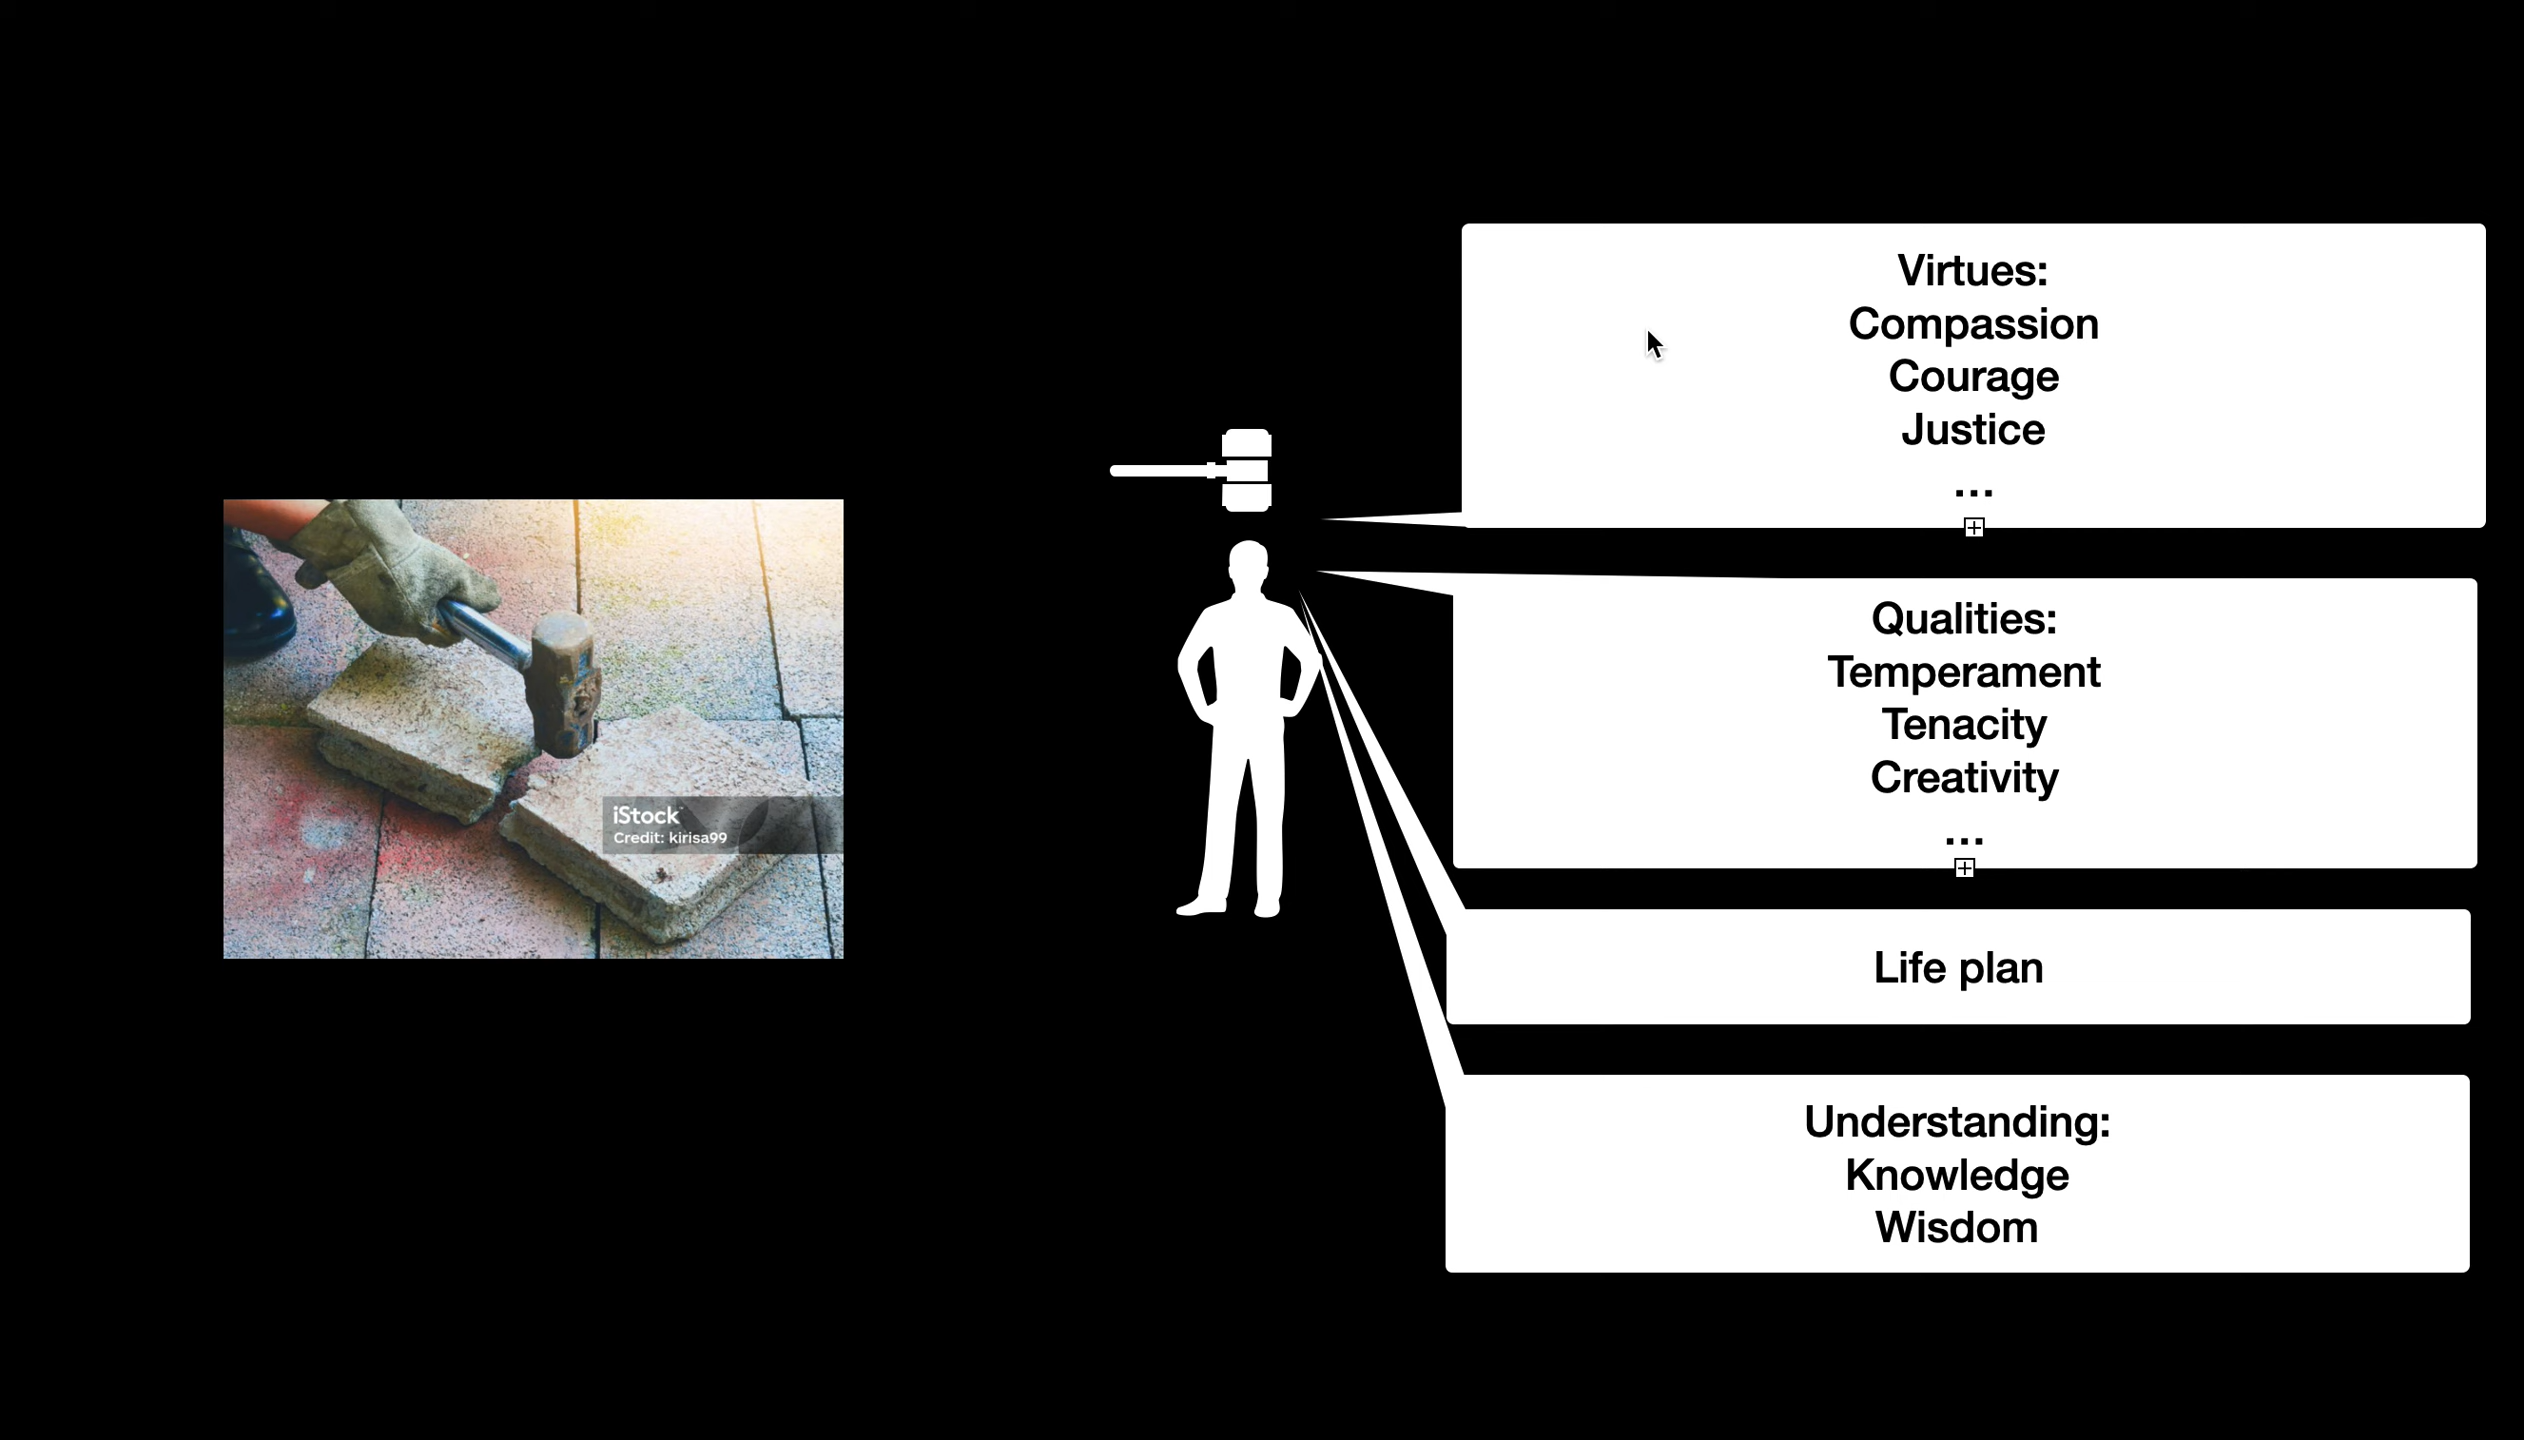 Virtues:
Compassion
Courage
Justice
...
Qualities:
Temperament
Tenacity
Creativity
...
Life plan
Understanding:
Knowledge
Wisdom
iStock
Credit: kirisa99